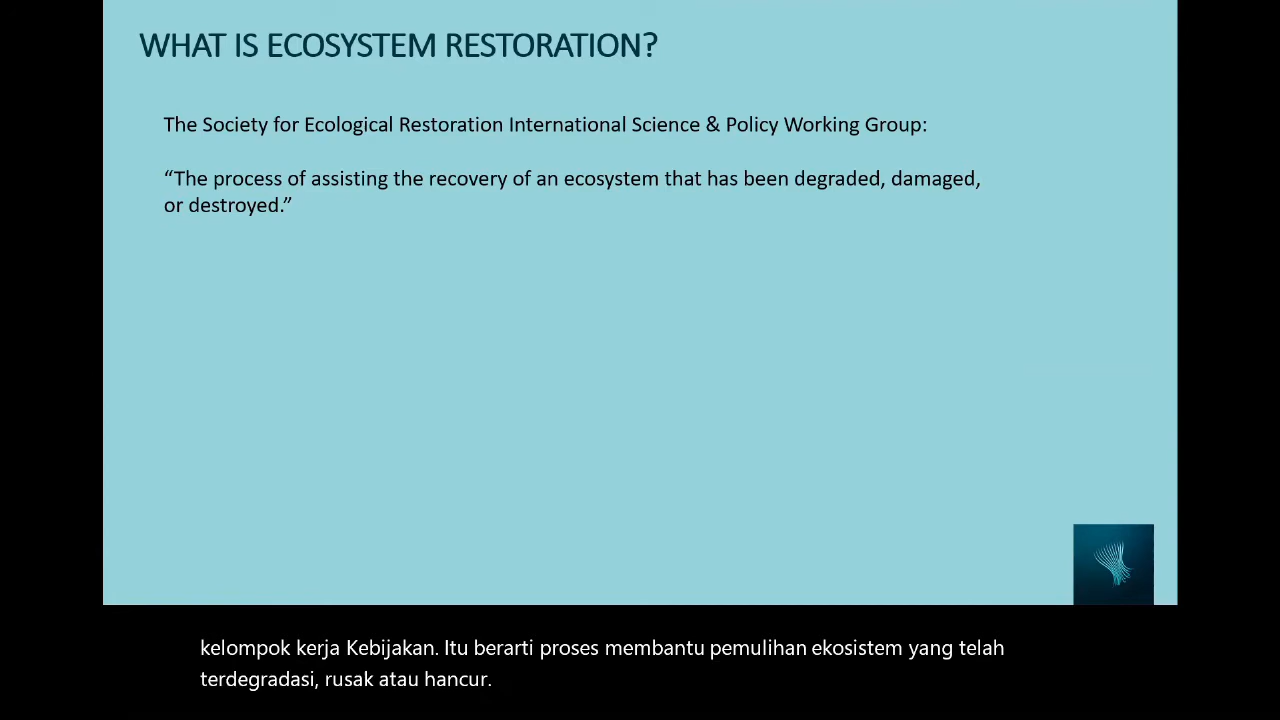 WHAT IS ECOSYSTEM RESTORATION?
The Society for Ecological Restoration International Science & Policy Working Group:
“The process of assisting the recovery of an ecosystem that has been degraded, damaged,
or destroyed.”
kelompok kerja Kebijakan. Itu berarti proses membantu pemulihan ekosistem yang telah
terdegradasi, rusak atau hancur.